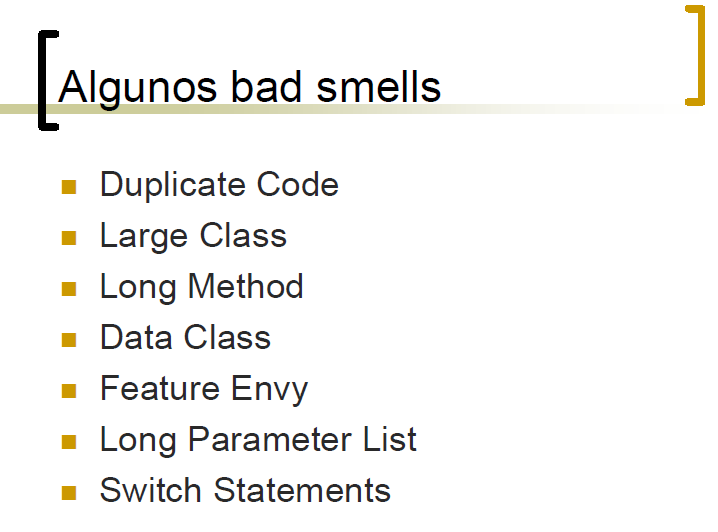 Algunos bad smells
Duplicate Code
Large Class
Long Method
Data Class
Feature Envy
Long Parameter List
Switch Statements